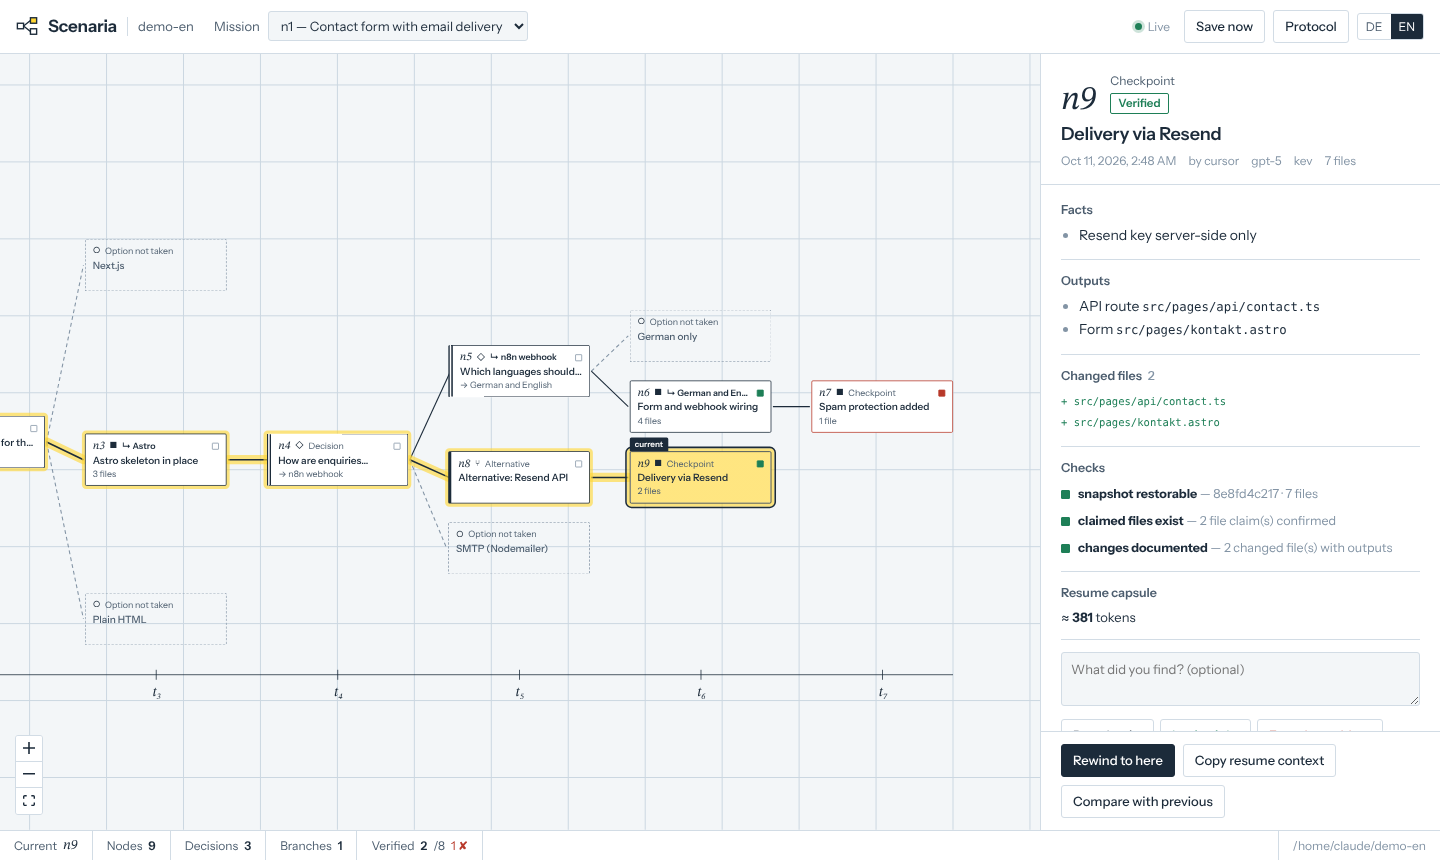 Scenaria demo-en Mission n1 — Contact form with email delivery Live Save now Protocol DE EN
Option not taken
Next.js
for th...
n3 ↳ Astro
Astro skeleton in place
3 files
n4 Decision
How are enquiries...
→ n8n webhook
n5 ↳ n8n webhook
Which languages should...
→ German and English
n8 Alternative
Alternative: Resend API
Option not taken
SMTP (Nodemailer)
Option not taken
Plain HTML
Option not taken
German only
n6 ↳ German and En...
Form and webhook wiring
4 files
current
n9 Checkpoint
Delivery via Resend
2 files
n7 Checkpoint
Spam protection added
1 file
t3 t4 t5 t6 t7
n9
Checkpoint
Verified
Delivery via Resend
Oct 11, 2026, 2:48 AM by cursor gpt-5 kev 7 files
Facts
Resend key server-side only
Outputs
API route src/pages/api/contact.ts
Form src/pages/kontakt.astro
Changed files 2
+ src/pages/api/contact.ts
+ src/pages/kontakt.astro
Checks
snapshot restorable — 8e8fd4c217 · 7 files
claimed files exist — 2 file claim(s) confirmed
changes documented — 2 changed file(s) with outputs
Resume capsule
≈ 381 tokens
What did you find? (optional)
Rewind to here Copy resume context
Compare with previous
Current n9 Nodes 9 Decisions 3 Branches 1 Verified 2 /8 1 ✘ /home/claude/demo-en